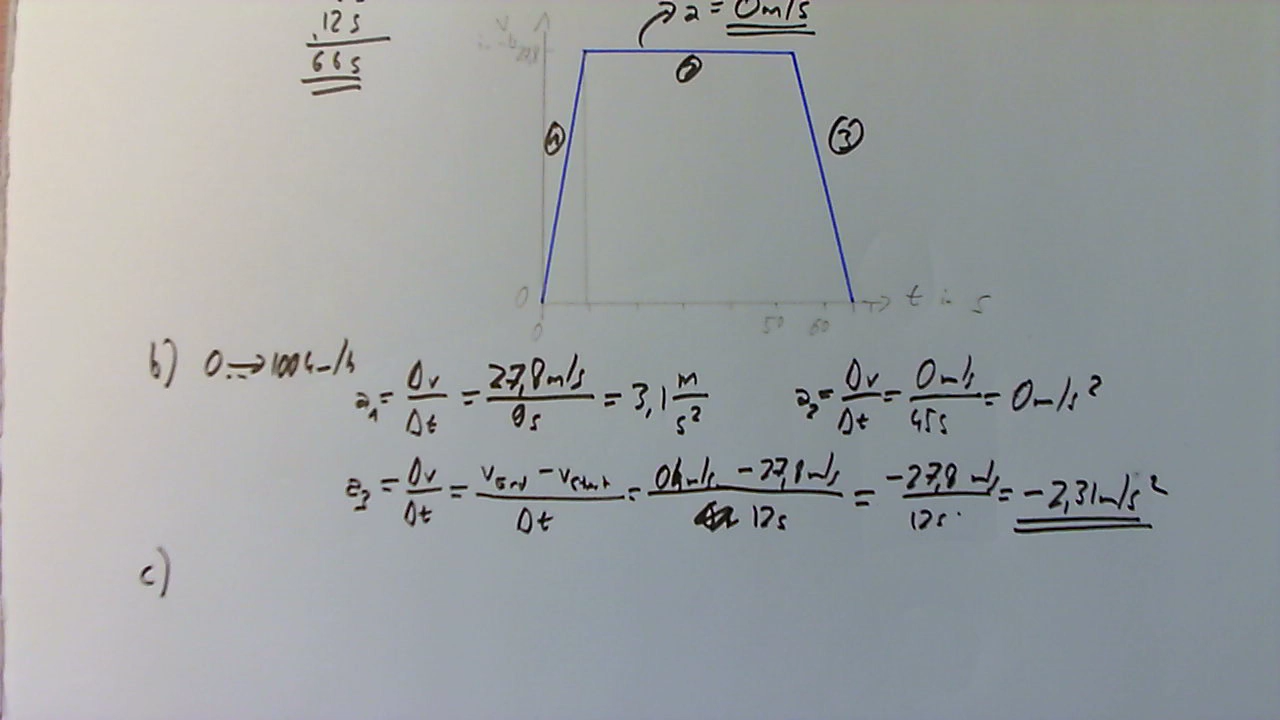 12s
66s
a = 0m/s
v
27,8
①
②
③
0
0
50
60
t in s
b) 0 → 100km/h
a₁ = Δv/Δt = 27,8m/s / 9s = 3,1 m/s²
a₂ = Δv/Δt = 0m/s / 45s = 0m/s²
a₃ = Δv/Δt = vEnd - vStart / Δt = 0km/s - 27,8m/s / 12s = -27,8 m/s / 12s = -2,31m/s²
c)